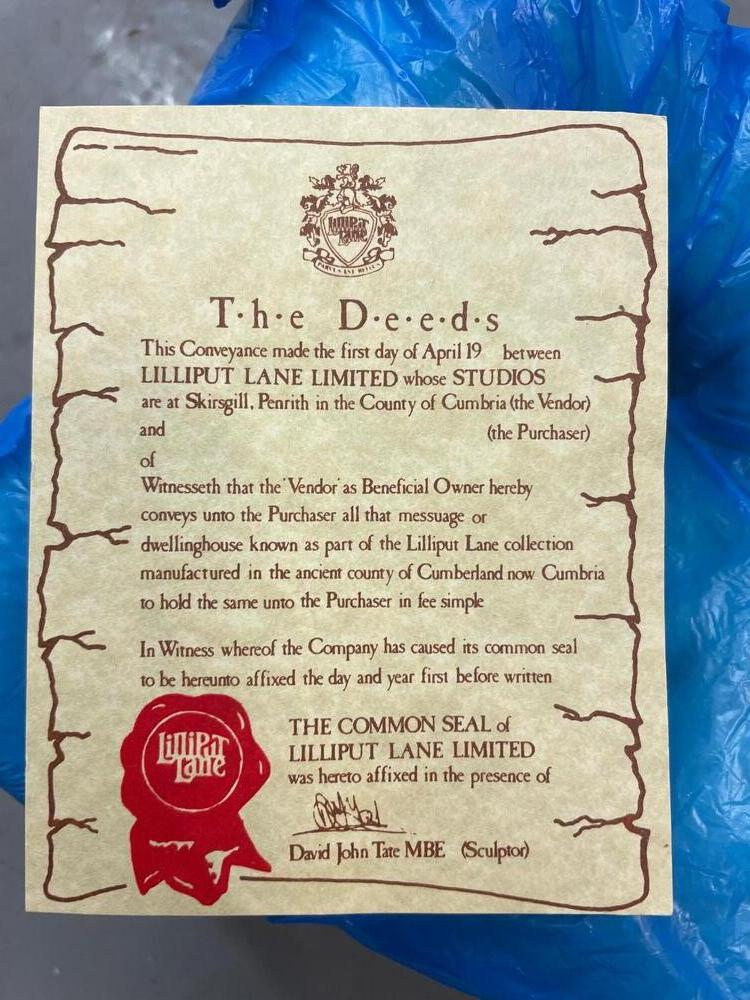 LiLLiPuT
LaNE
T·h·e D·e·e·d·s
This Conveyance made the first day of April 19 between
LILLIPUT LANE LIMITED whose STUDIOS
are at Skirsgill, Penrith in the County of Cumbria (the Vendor)
and (the Purchaser)
of
Witnesseth that the 'Vendor' as Beneficial Owner hereby
conveys unto the Purchaser all that messuage or
dwellinghouse known as part of the Lilliput Lane collection
manufactured in the ancient county of Cumberland now Cumbria
to hold the same unto the Purchaser in fee simple
In Witness whereof the Company has caused its common seal
to be hereunto affixed the day and year first before written
LiLLiPuT
Lane
THE COMMON SEAL of
LILLIPUT LANE LIMITED
was hereto affixed in the presence of
David John Tate MBE (Sculptor)